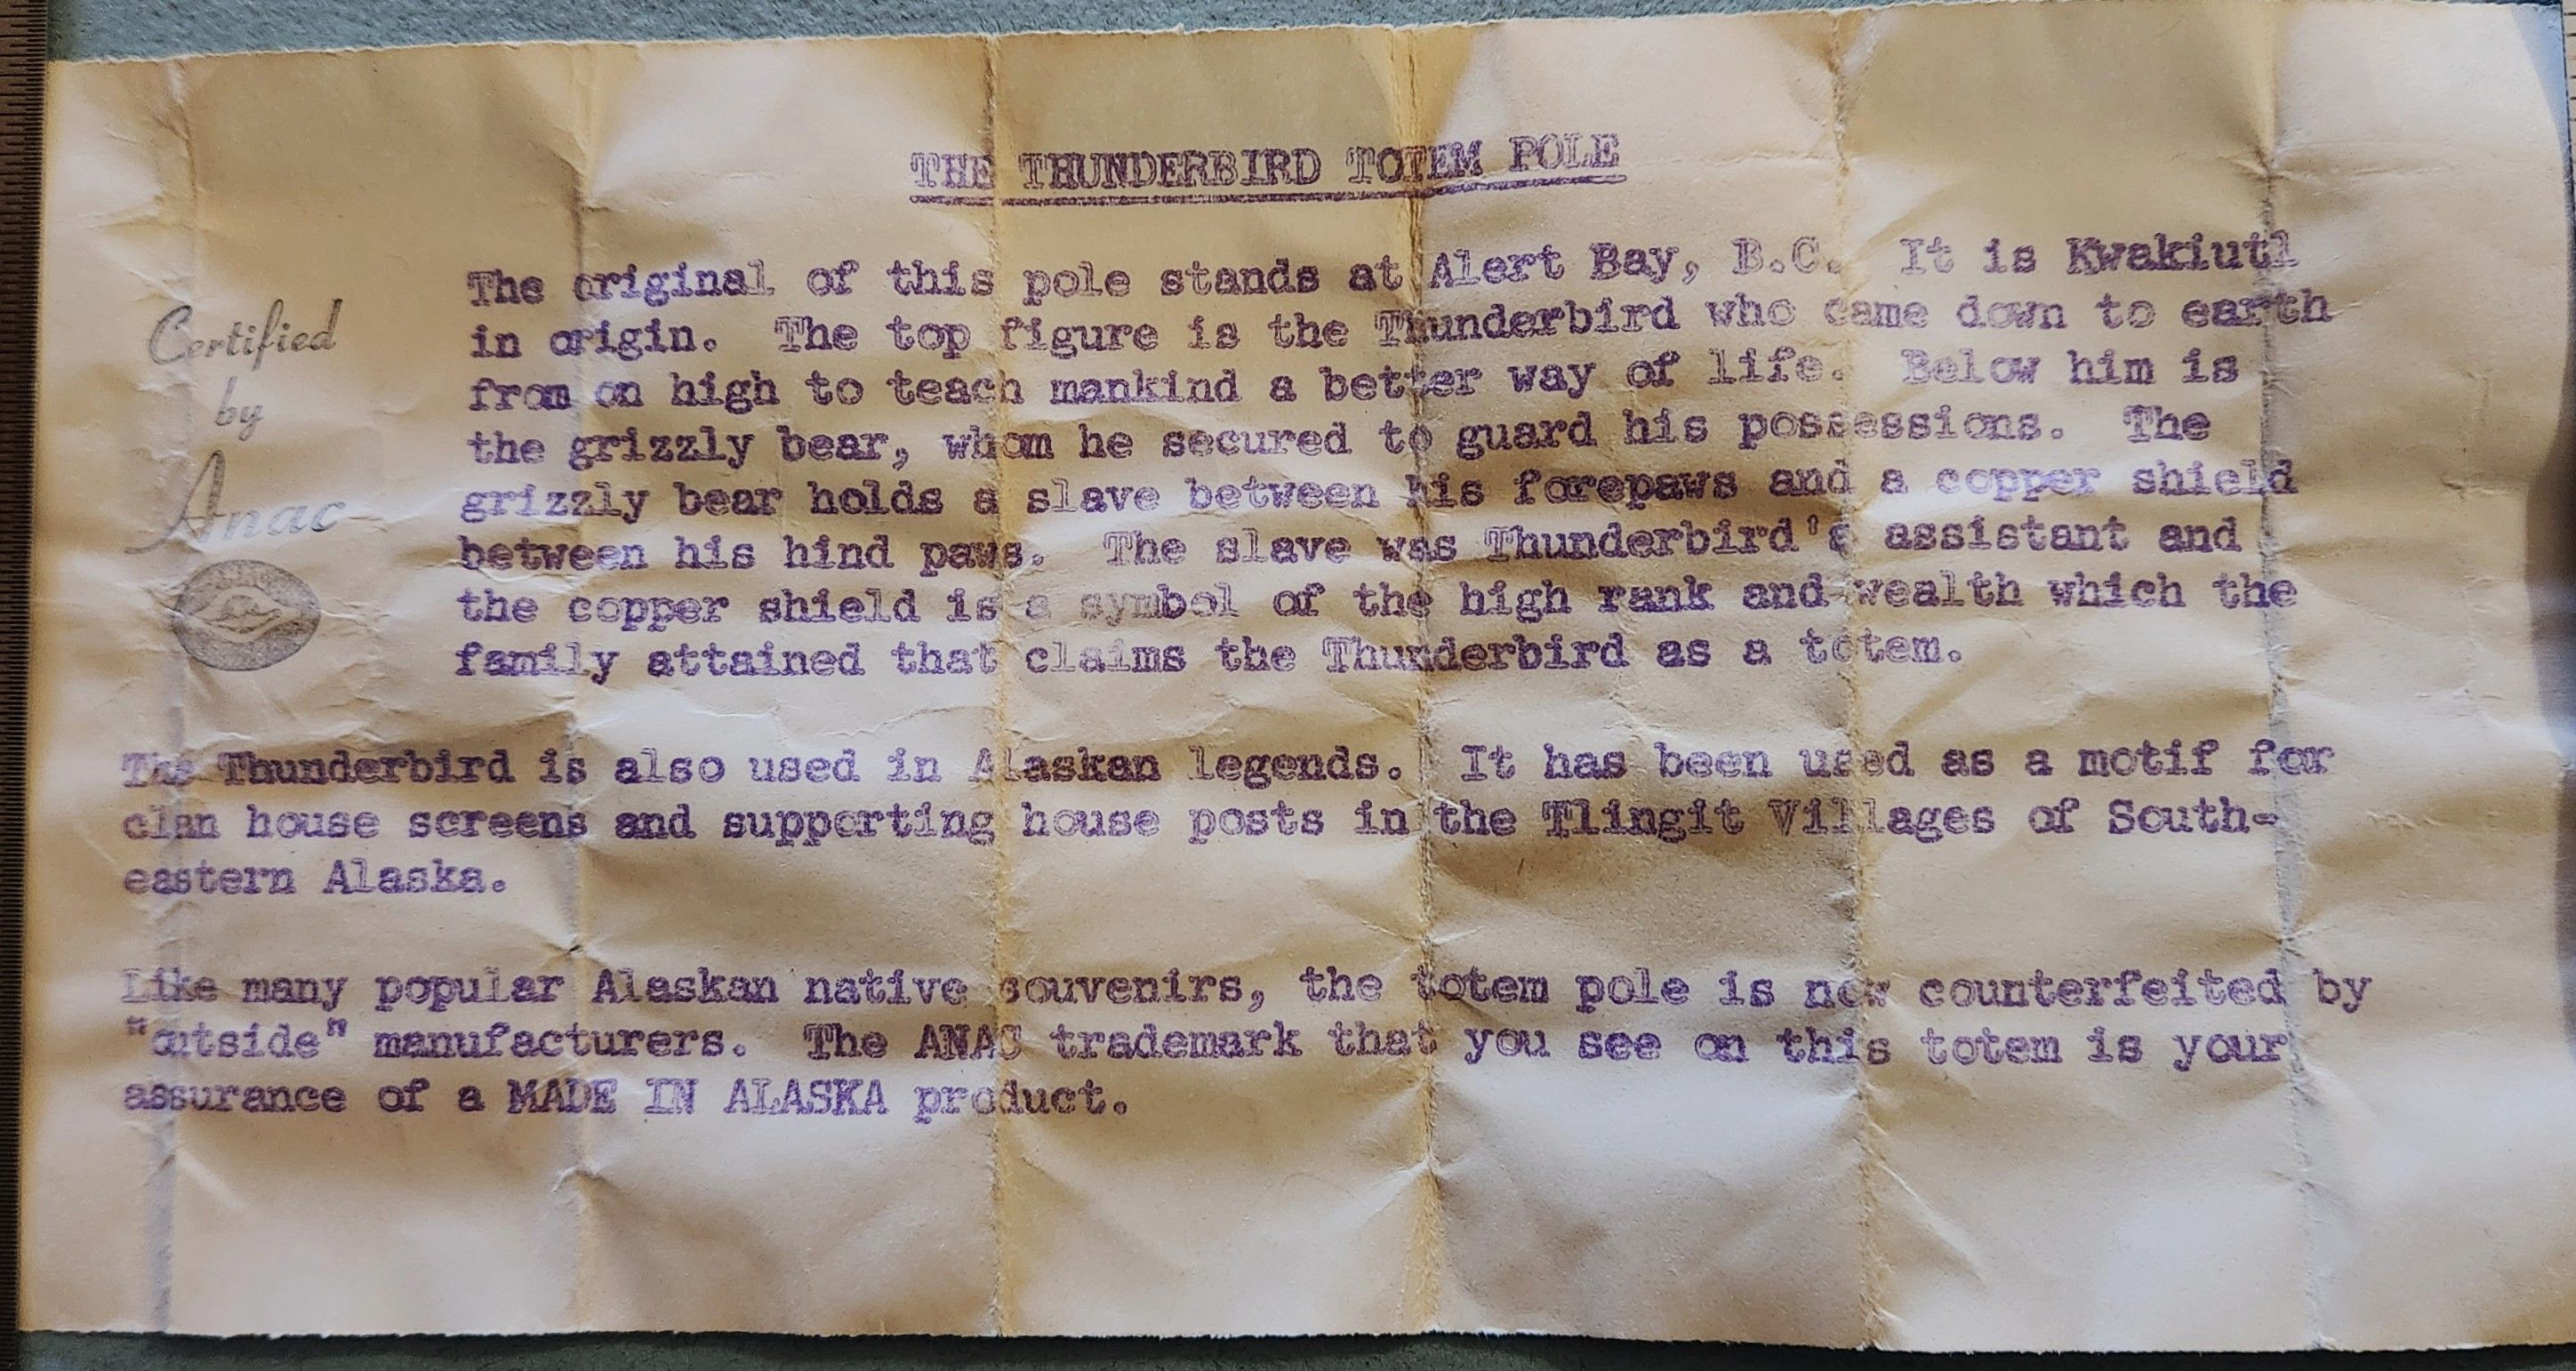 THE THUNDERBIRD TOTEM POLE
The original of this pole stands at Alert Bay, B.C. It is Kwakiutl
in origin. The top figure is the Thunderbird who came down to earth
from on high to teach mankind a better way of life. Below him is
the grizzly bear, whom he secured to guard his possessions. The
grizzly bear holds a slave between his forepaws and a copper shield
between his hind paws. The slave was Thunderbird's assistant and
the copper shield is a symbol of the high rank and wealth which the
family attained that claims the Thunderbird as a totem.
Certified
by
Anac
The Thunderbird is also used in Alaskan legends. It has been used as a motif for
clan house screens and supporting house posts in the Tlingit Villages of South-
eastern Alaska.
Like many popular Alaskan native souvenirs, the totem pole is now counterfeited by
"outside" manufacturers. The ANAC trademark that you see on this totem is your
assurance of a MADE IN ALASKA product.